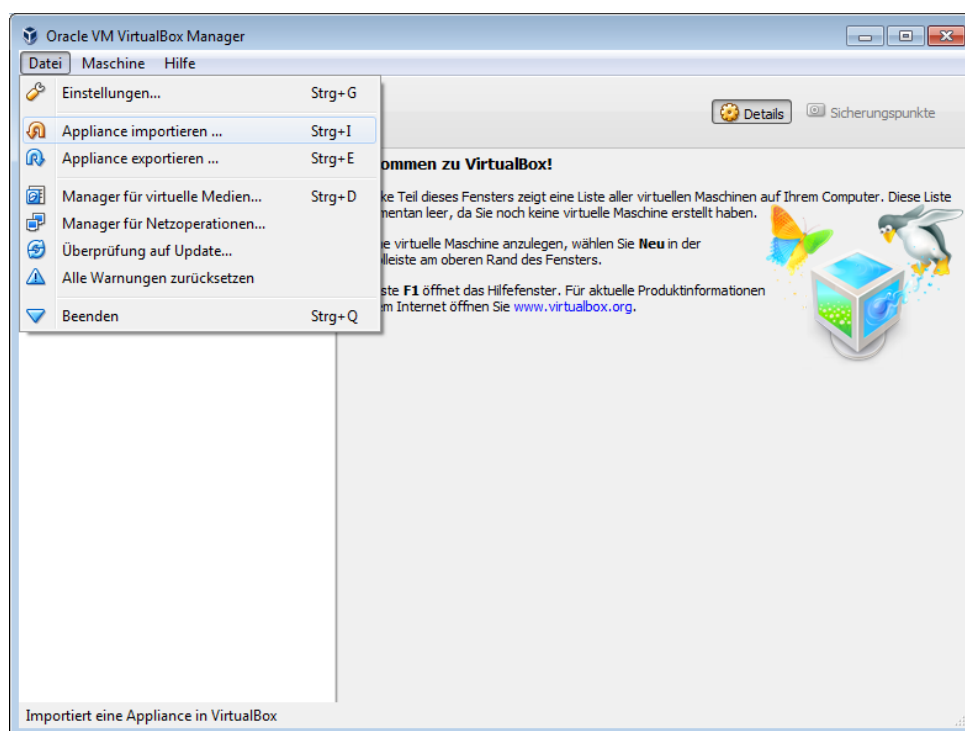 Oracle VM VirtualBox Manager
Datei Maschine Hilfe
Einstellungen... Strg+G
Appliance importieren ... Strg+I
Appliance exportieren ... Strg+E
Manager für virtuelle Medien... Strg+D
Manager für Netzoperationen...
Überprüfung auf Update...
Alle Warnungen zurücksetzen
Beenden Strg+Q
Details Sicherungspunkte
ommen zu VirtualBox!
ke Teil dieses Fensters zeigt eine Liste aller virtuellen Maschinen auf Ihrem Computer. Diese Liste
mentan leer, da Sie noch keine virtuelle Maschine erstellt haben.
e virtuelle Maschine anzulegen, wählen Sie Neu in der
lleiste am oberen Rand des Fensters.
ste F1 öffnet das Hilfefenster. Für aktuelle Produktinformationen
m Internet öffnen Sie www.virtualbox.org.
Importiert eine Appliance in VirtualBox